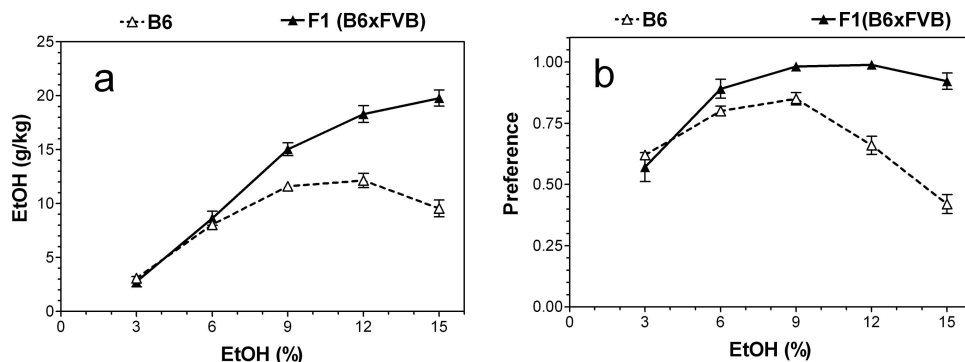 B6 F1 (B6xFVB)
a
EtOH (g/kg)
25
20
15
10
5
0
0 3 6 9 12 15
EtOH (%)
B6 F1 (B6xFVB)
b
Preference
1.00
0.75
0.50
0.25
0.00
0 3 6 9 12 15
EtOH (%)